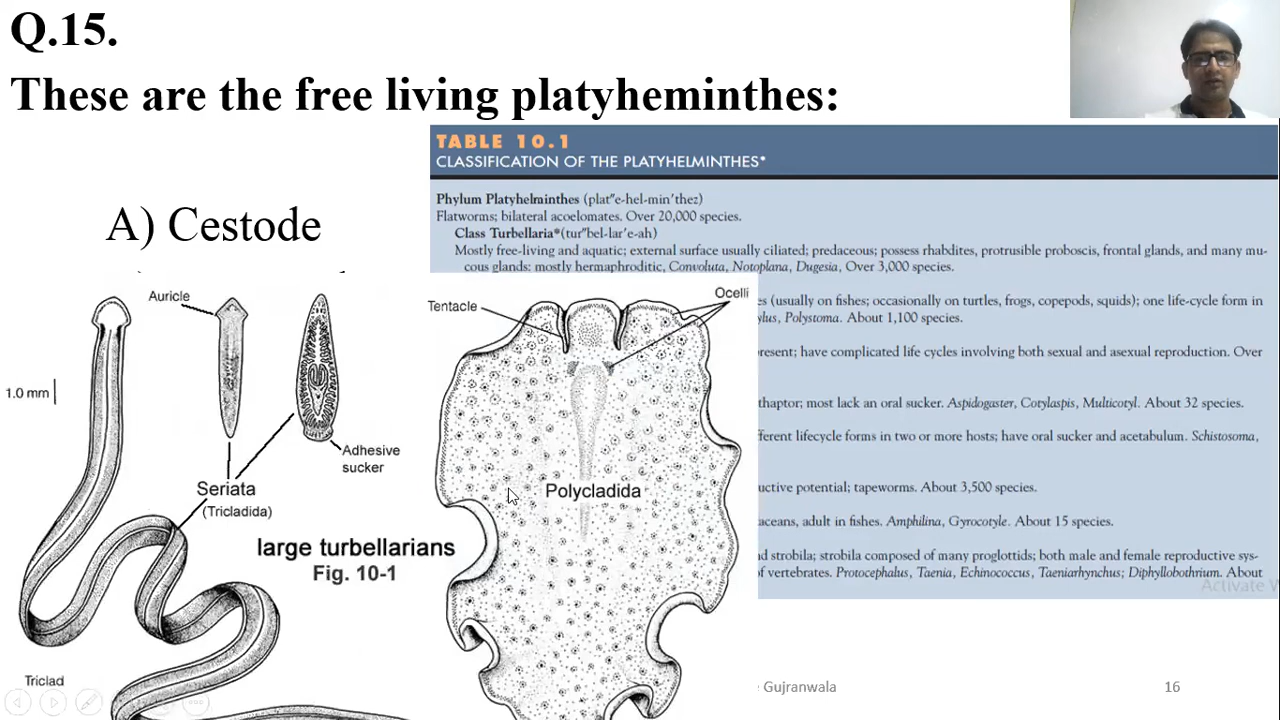 Q.15.
These are the free living platyheminthes:
A) Cestode
TABLE 10.1
CLASSIFICATION OF THE PLATYHELMINTHES*
Phylum Platyhelminthes (plat″e-hel-min′thez)
Flatworms; bilateral acoelomates. Over 20,000 species.
Class Turbellaria* (tur″bel-lar′e-ah)
Mostly free-living and aquatic; external surface usually ciliated; predaceous; possess rhabdites, protrusible proboscis, frontal glands, and many mu-
cous glands: mostly hermaphroditic, Convoluta, Notoplana, Dugesia, Over 3,000 species.
(usually on fishes; occasionally on turtles, frogs, copepods, squids); one life-cycle form in
Polystoma. About 1,100 species.
have complicated life cycles involving both sexual and asexual reproduction. Over
most lack an oral sucker. Aspidogaster, Cotylaspis, Multicotyl. About 32 species.
lifecycle forms in two or more hosts; have oral sucker and acetabulum. Schistosoma,
potential; tapeworms. About 3,500 species.
adult in fishes. Amphilina, Gyrocotyle. About 15 species.
strobila; strobila composed of many proglottids; both male and female reproductive sys-
of vertebrates. Protocephalus, Taenia, Echinococcus, Taeniarhynchus; Diphyllobothrium. About
Activate
Auricle
1.0 mm
Adhesive
sucker
Seriata
(Tricladida)
large turbellarians
Fig. 10-1
Triclad
Tentacle
Ocelli
Polycladida
Gujranwala
16